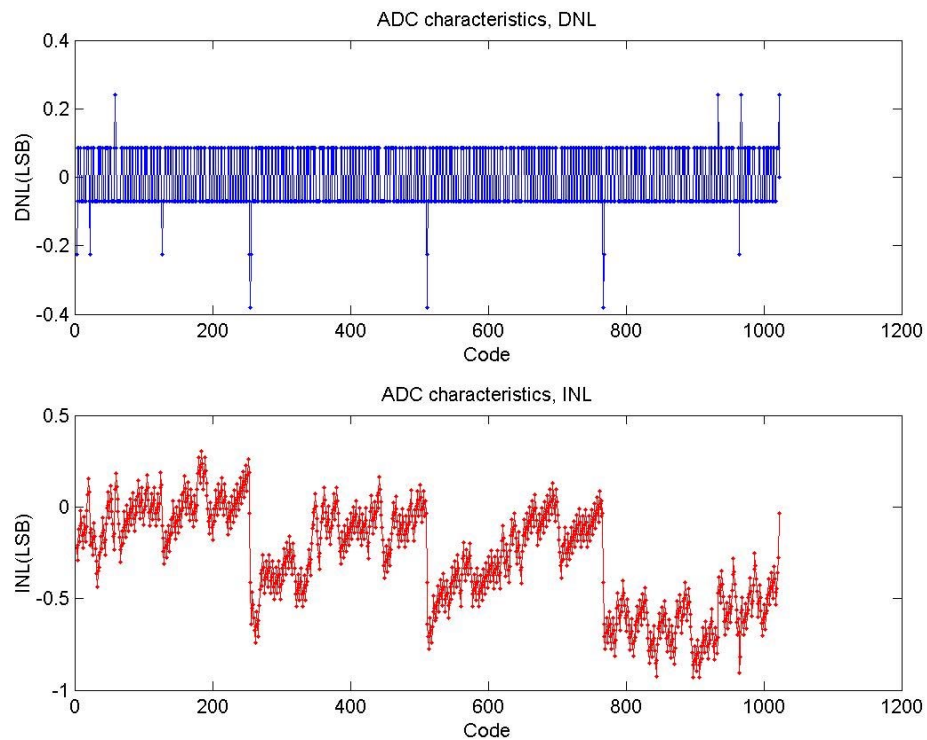 ADC characteristics, DNL
0.4
0.2
0
-0.2
-0.4
DNL(LSB)
0 200 400 600 800 1000 1200
Code
ADC characteristics, INL
0.5
0
-0.5
-1
INL(LSB)
0 200 400 600 800 1000 1200
Code